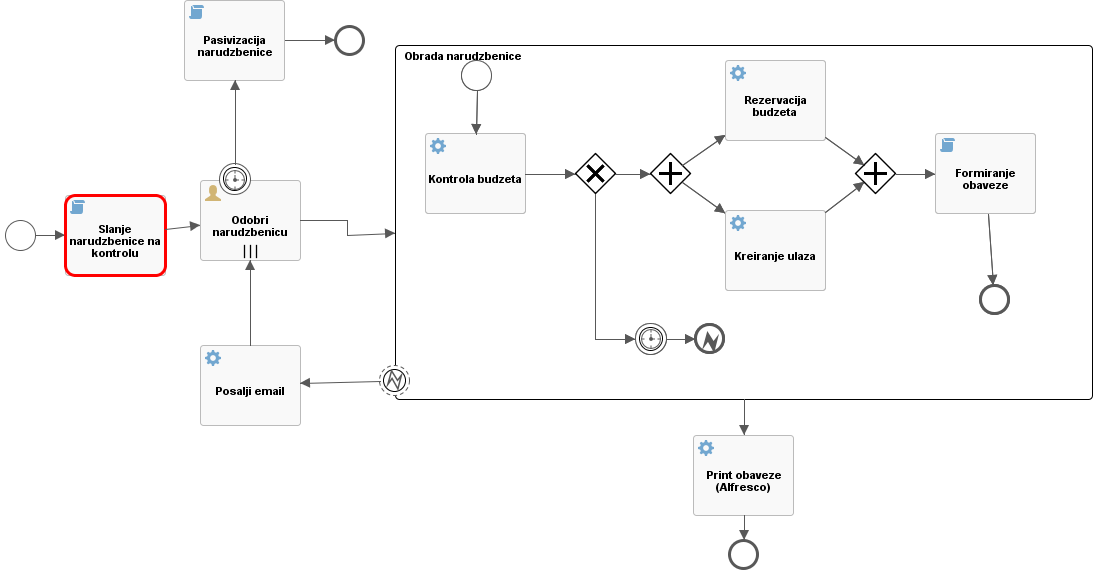 Pasivizacija
narudzbenice
Obrada narudzbenice
Rezervacija
budzeta
Kontrola budzeta
Formiranje
obaveze
Slanje
narudzbenice na
kontrolu
Odobri
narudzbenicu
Kreiranje ulaza
Posalji email
Print obaveze
(Alfresco)